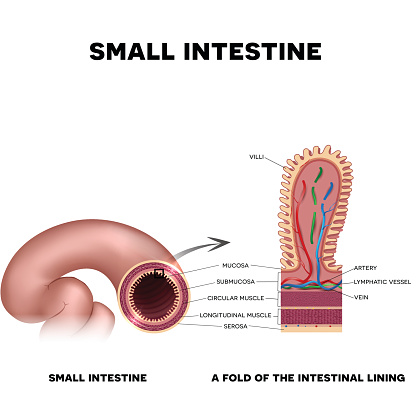 SMALL INTESTINE
VILLI
MUCOSA
SUBMUCOSA
CIRCULAR MUSCLE
LONGITUDINAL MUSCLE
SEROSA
ARTERY
LYMPHATIC VESSEL
VEIN
SMALL INTESTINE
A FOLD OF THE INTESTINAL LINING